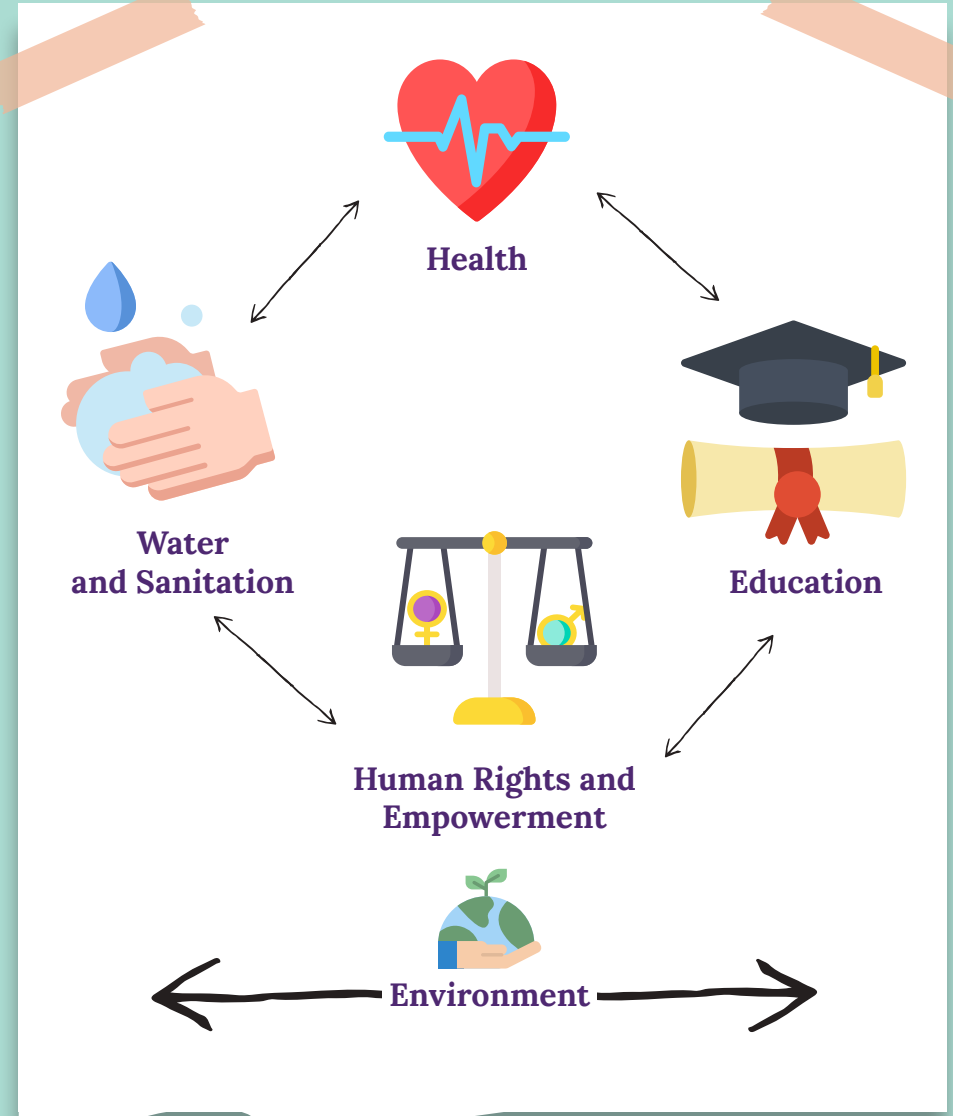 Health
Water
and Sanitation
Education
Human Rights and
Empowerment
Environment